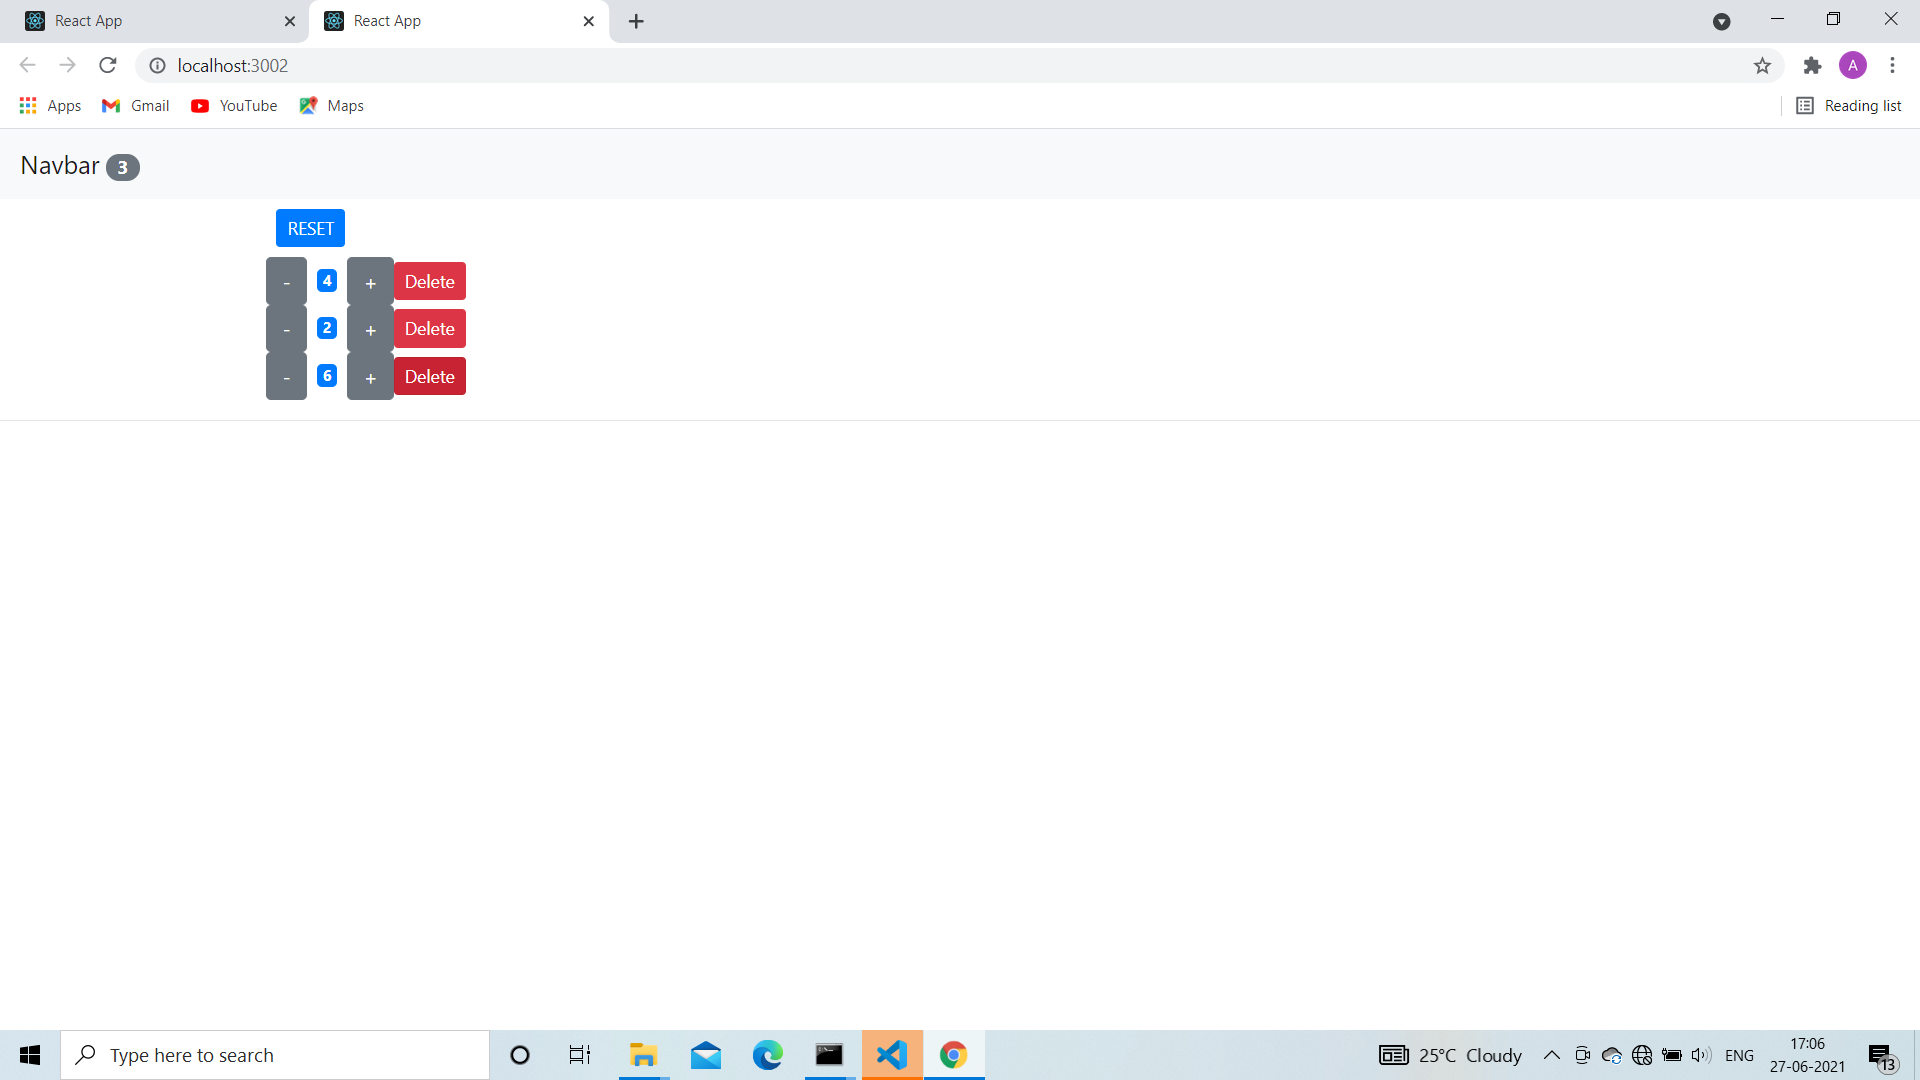 React App
React App
localhost:3002
A
Apps
Gmail
YouTube
Maps
Reading list
Navbar 3
RESET
- 4 + Delete
- 2 + Delete
- 6 + Delete
Type here to search
25°C Cloudy
ENG
17:06
27-06-2021
13